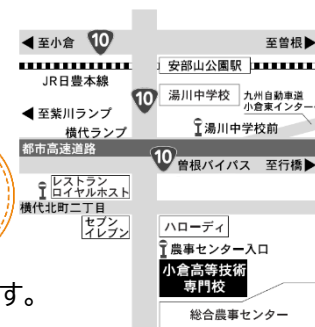 ◀至小倉 10 至曽根▶
安部山公園駅
JR日豊本線
10 湯川中学校 九州自動車道
小倉東インター
◀至紫川ランプ
湯川中学校前
横代ランプ
都市高速道路
10 曽根バイパス 至行橋▶
レストラン
ロイヤルホスト
横代北町二丁目
セブン
イレブン
ハローディ
農事センター入口
小倉高等技術
専門校
す。
総合農事センター